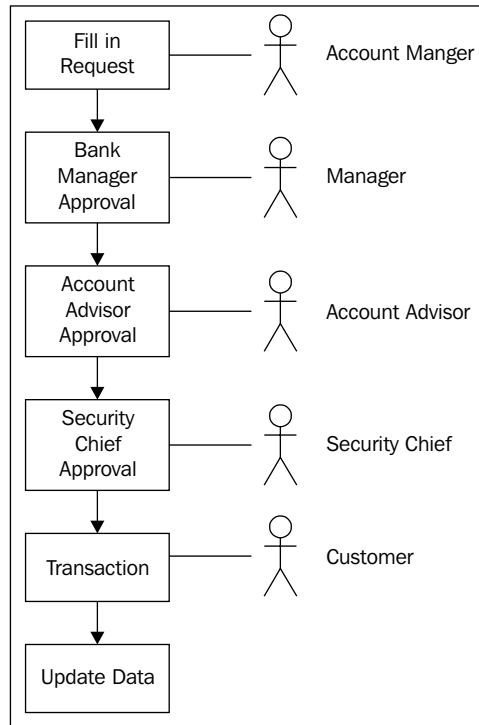 Fill in
Request
Account Manger
Bank
Manager
Approval
Manager
Account
Advisor
Approval
Account Advisor
Security
Chief
Approval
Security Chief
Transaction
Customer
Update Data